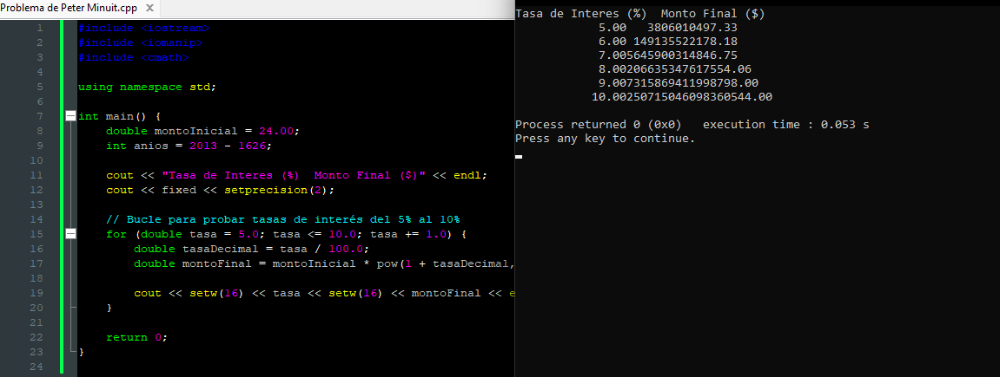 Problema de Peter Minuit.cpp X
1 #include <iostream>
2 #include <iomanip>
3 #include <cmath>
4
5 using namespace std;
6
7 int main() {
8 double montoInicial = 24.00;
9 int anios = 2013 - 1626;
10
11 cout << "Tasa de Interes (%)  Monto Final ($)" << endl;
12 cout << fixed << setprecision(2);
13
14 // Bucle para probar tasas de interés del 5% al 10%
15 for (double tasa = 5.0; tasa <= 10.0; tasa += 1.0) {
16 double tasaDecimal = tasa / 100.0;
17 double montoFinal = montoInicial * pow(1 + tasaDecimal,
18
19 cout << setw(16) << tasa << setw(16) << montoFinal << e
20 }
21
22 return 0;
23 }
24
Tasa de Interes (%)  Monto Final ($)
5.00   3806010497.33
6.00 149135522178.18
7.005645900314846.75
8.00206635347617554.06
9.007315869411998798.00
10.00250715046098360544.00
Process returned 0 (0x0)   execution time : 0.053 s
Press any key to continue.